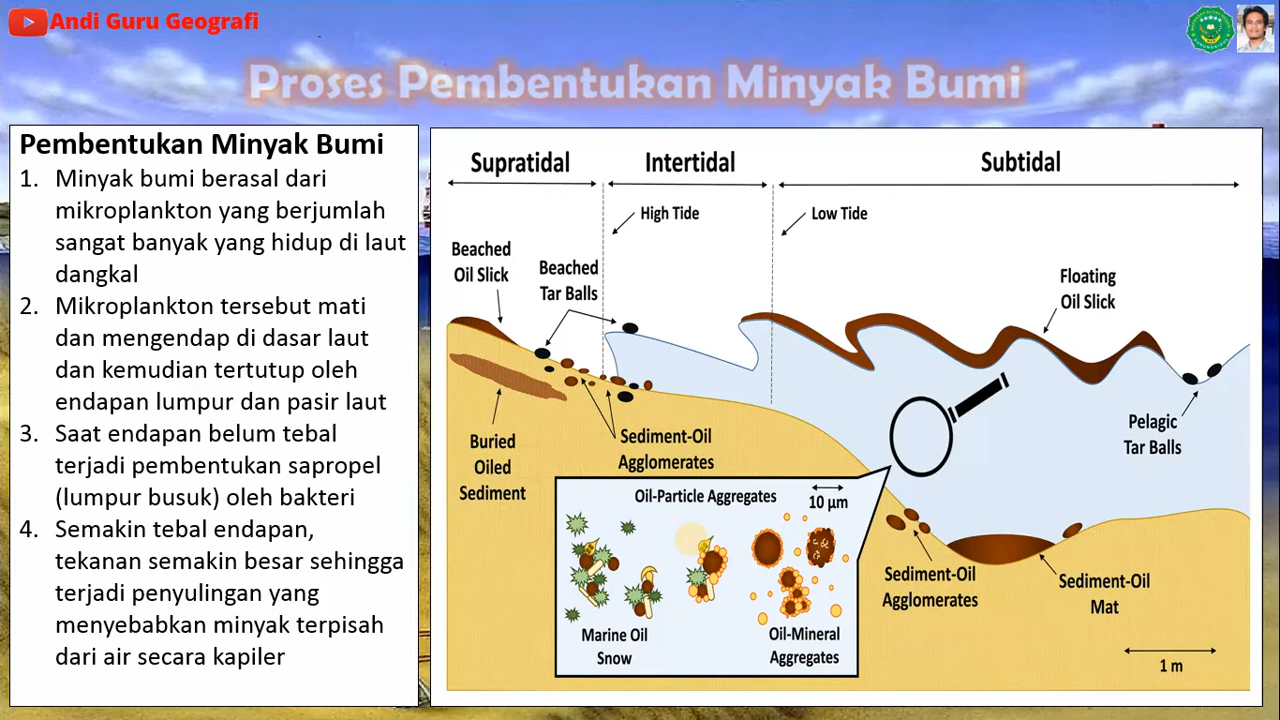 Andi Guru Geografi
Proses Pembentukan Minyak Bumi
Pembentukan Minyak Bumi
1. Minyak bumi berasal dari
mikroplankton yang berjumlah
sangat banyak yang hidup di laut
dangkal
2. Mikroplankton tersebut mati
dan mengendap di dasar laut
dan kemudian tertutup oleh
endapan lumpur dan pasir laut
3. Saat endapan belum tebal
terjadi pembentukan sapropel
(lumpur busuk) oleh bakteri
4. Semakin tebal endapan,
tekanan semakin besar sehingga
terjadi penyulingan yang
menyebabkan minyak terpisah
dari air secara kapiler
Supratidal
Intertidal
Subtidal
High Tide
Low Tide
Beached
Oil Slick
Beached
Tar Balls
Floating
Oil Slick
Pelagic
Tar Balls
Buried
Oiled
Sediment
Sediment-Oil
Agglomerates
Oil-Particle Aggregates
10 µm
Marine Oil
Snow
Oil-Mineral
Aggregates
Sediment-Oil
Agglomerates
Sediment-Oil
Mat
1 m